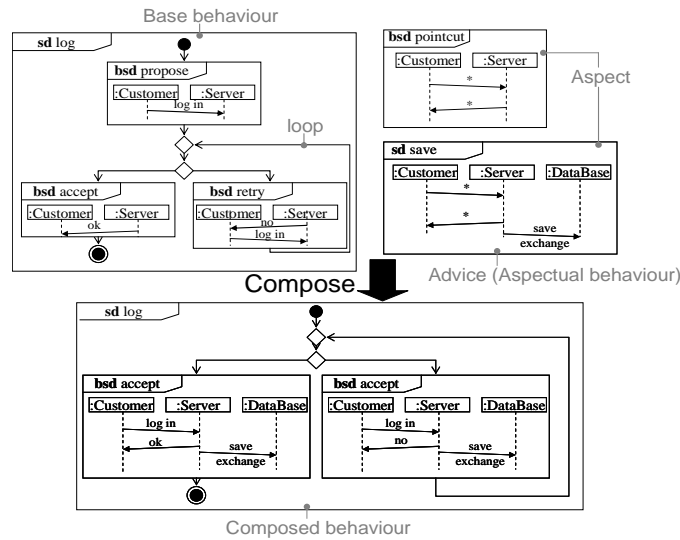 Base behaviour
sd log
bsd propose
:Customer :Server
log in
loop
bsd accept
:Customer :Server
ok
bsd retry
:Customer :Server
no
log in
bsd pointcut
:Customer :Server
*
*
Aspect
sd save
:Customer :Server :DataBase
*
*
save
exchange
Advice (Aspectual behaviour)
Compose
sd log
bsd accept
:Customer :Server :DataBase
log in
ok
save
exchange
bsd accept
:Customer :Server :DataBase
log in
no
save
exchange
Composed behaviour